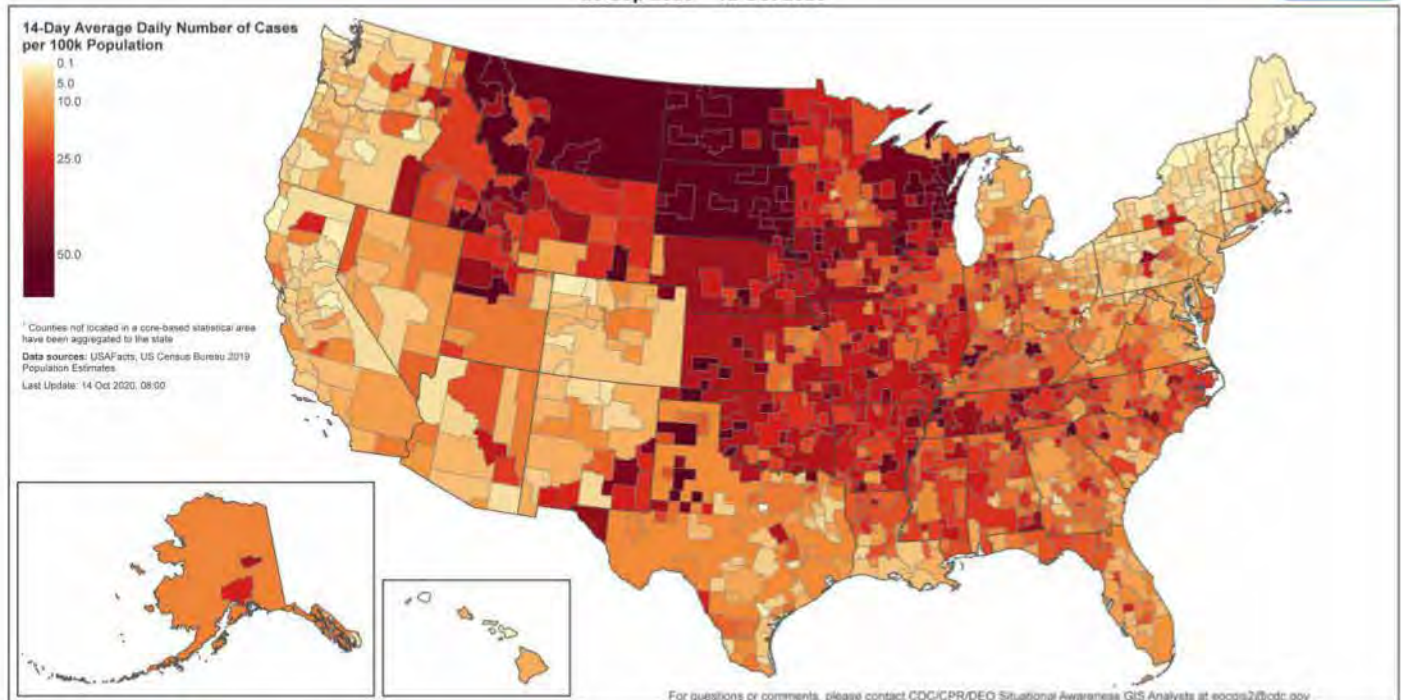 14-Day Average Daily Number of Cases
per 100k Population
0.1
5.0
10.0
25.0
50.0
¹ Counties not located in a core-based statistical area
have been aggregated to the state
Data sources: USAFacts, US Census Bureau 2019
Population Estimates
Last Update: 14 Oct 2020, 08:00
For questions or comments, please contact CDC/CPR/DEO Situational Awareness GIS Analysts at eocgis2@cdc.gov